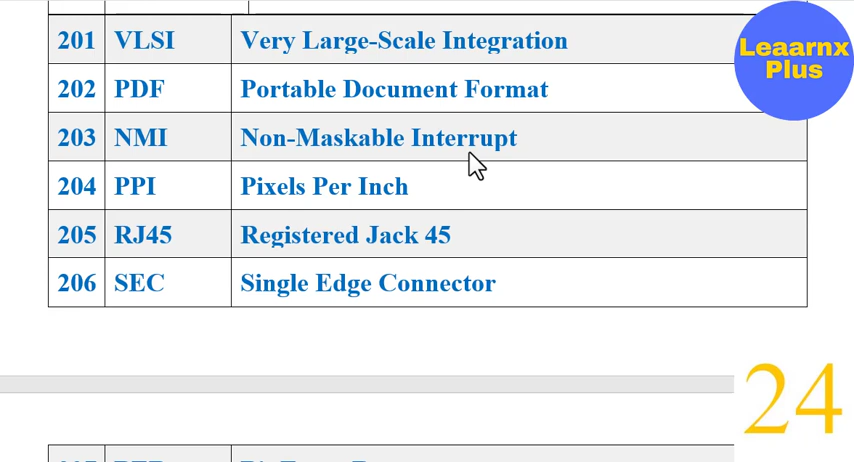 201 VLSI Very Large-Scale Integration
202 PDF Portable Document Format
203 NMI Non-Maskable Interrupt
204 PPI Pixels Per Inch
205 RJ45 Registered Jack 45
206 SEC Single Edge Connector
Leaarnx
Plus
24